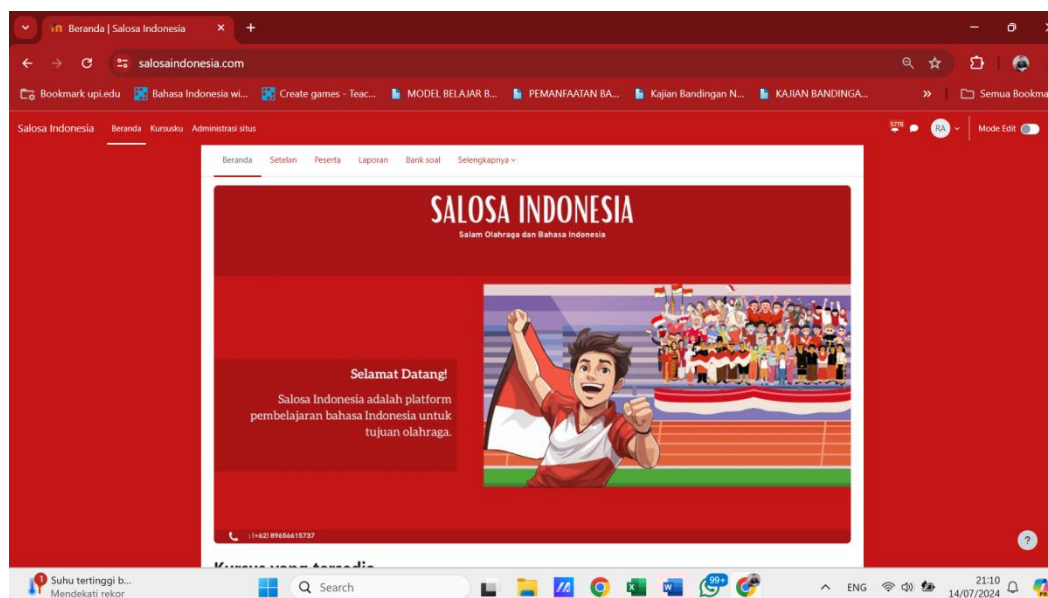 Beranda | Salosa Indonesia
salosaindonesia.com
Bookmark upi.edu Bahasa Indonesia wi... Create games - Teac... MODEL BELAJAR B... PEMANFAATAN BA... Kajian Bandingan N... KAJIAN BANDINGA... » Semua Bookma
Salosa Indonesia Beranda Kursusku Administrasi situs RA Mode Edit
Beranda Setelan Peserta Laporan Bank soal Selengkapnya
SALOSA INDONESIA
Salam Olahraga dan Bahasa Indonesia
Selamat Datang!
Salosa Indonesia adalah platform
pembelajaran bahasa Indonesia untuk
tujuan olahraga.
: (+62) 89656615737
Kursus yang tersedia
?
Suhu tertinggi b...
Mendekati rekor
Search
99+
ENG
21:10
14/07/2024